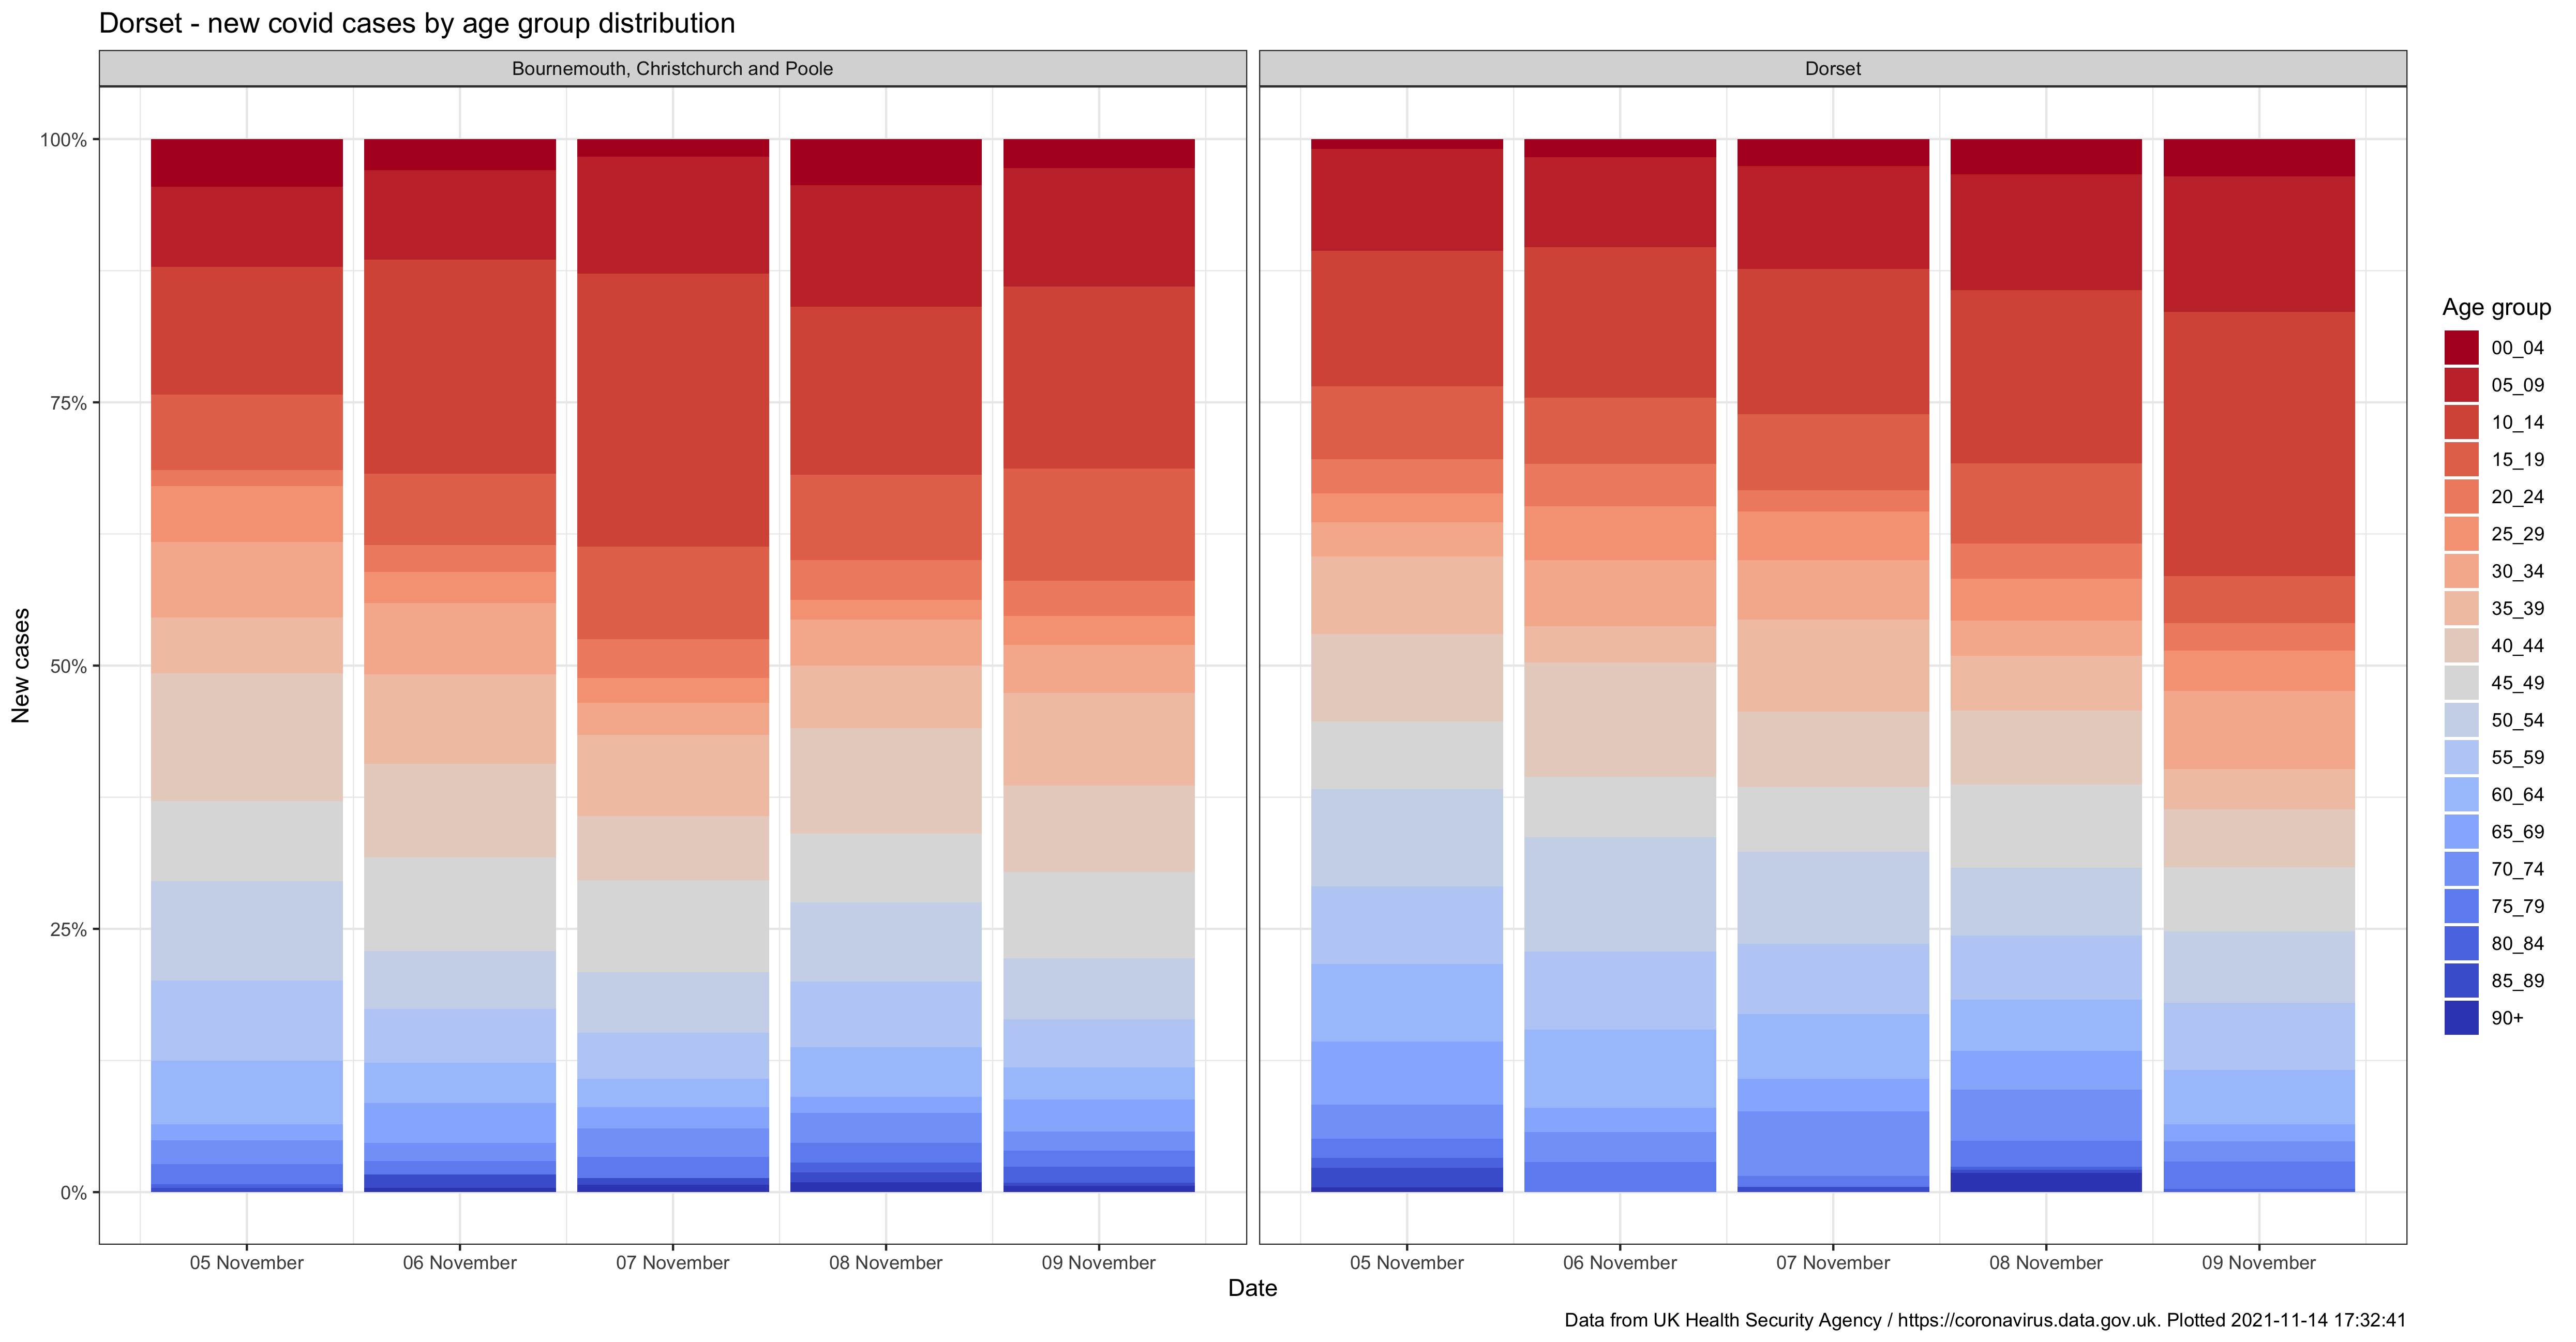 Dorset - new covid cases by age group distribution
Bournemouth, Christchurch and Poole
Dorset
New cases
100%
75%
50%
25%
0%
05 November
06 November
07 November
08 November
09 November
05 November
06 November
07 November
08 November
09 November
Date
Age group
00_04
05_09
10_14
15_19
20_24
25_29
30_34
35_39
40_44
45_49
50_54
55_59
60_64
65_69
70_74
75_79
80_84
85_89
90+
Data from UK Health Security Agency / https://coronavirus.data.gov.uk. Plotted 2021-11-14 17:32:41